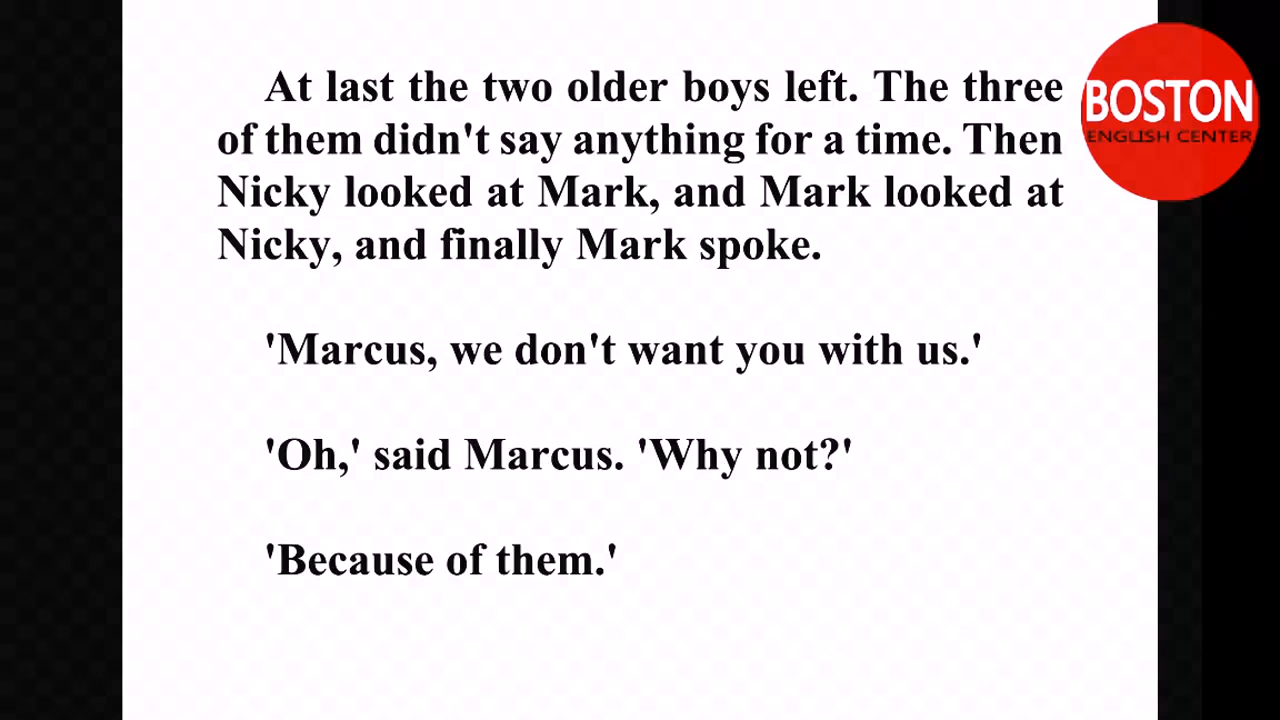 At last the two older boys left. The three
of them didn't say anything for a time. Then
Nicky looked at Mark, and Mark looked at
Nicky, and finally Mark spoke.
'Marcus, we don't want you with us.'
'Oh,' said Marcus. 'Why not?'
'Because of them.'
BOSTON
ENGLISH CENTER